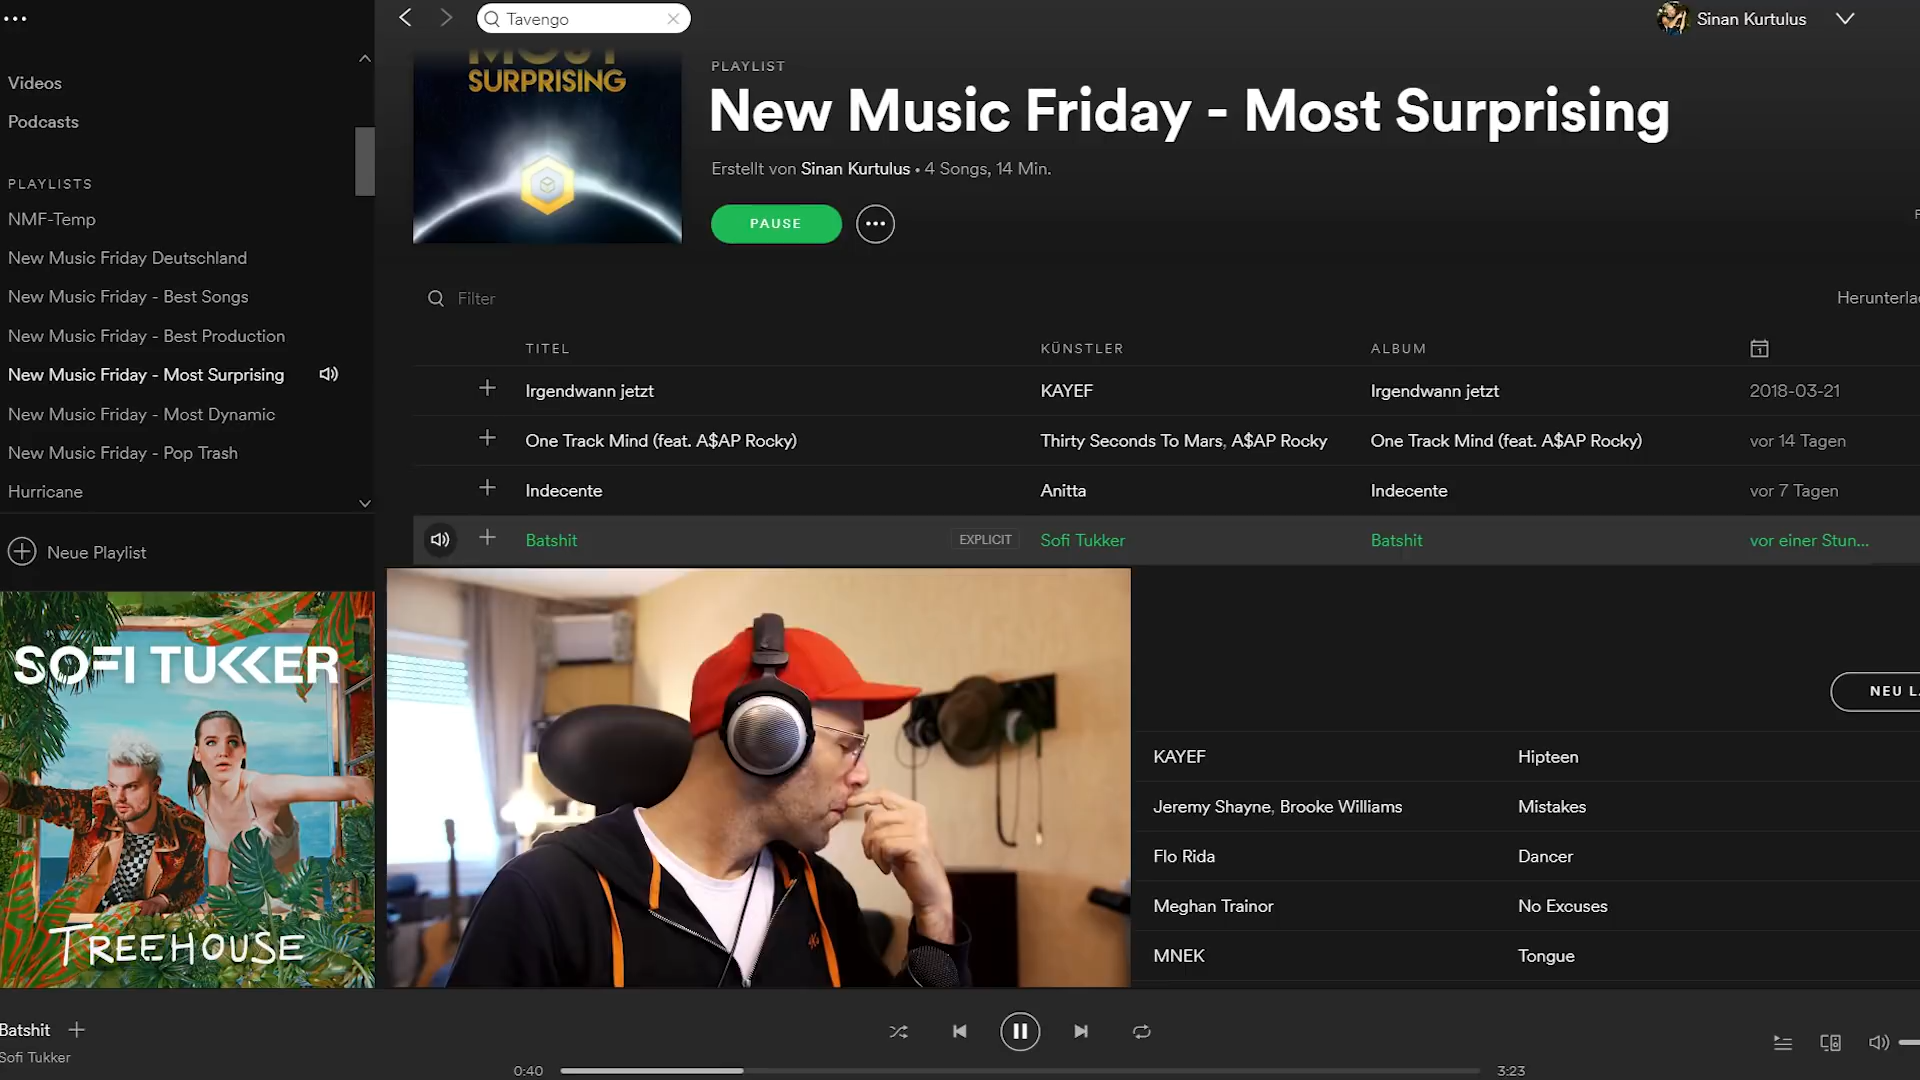 Tavengo
Sinan Kurtulus
Videos
Podcasts
PLAYLISTS
NMF-Temp
New Music Friday Deutschland
New Music Friday - Best Songs
New Music Friday - Best Production
New Music Friday - Most Surprising
New Music Friday - Most Dynamic
New Music Friday - Pop Trash
Hurricane
Neue Playlist
SOFI TUKKER
TREEHOUSE
MOST
SURPRISING
PLAYLIST
New Music Friday - Most Surprising
Erstellt von Sinan Kurtulus • 4 Songs, 14 Min.
PAUSE
Filter
Herunterla
TITEL KÜNSTLER ALBUM
Irgendwann jetzt KAYEF Irgendwann jetzt 2018-03-21
One Track Mind (feat. A$AP Rocky) Thirty Seconds To Mars, A$AP Rocky One Track Mind (feat. A$AP Rocky) vor 14 Tagen
Indecente Anitta Indecente vor 7 Tagen
Batshit EXPLICIT Sofi Tukker Batshit vor einer Stun...
NEU L
KAYEF Hipteen
Jeremy Shayne, Brooke Williams Mistakes
Flo Rida Dancer
Meghan Trainor No Excuses
MNEK Tongue
Batshit
Sofi Tukker
0:40 3:23